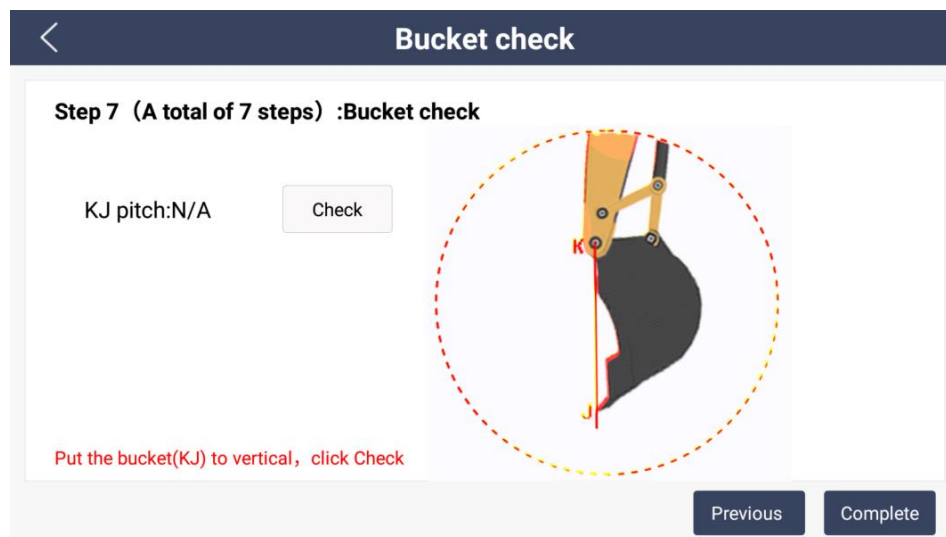 Bucket check
Step 7（A total of 7 steps）:Bucket check
KJ pitch:N/A
Check
K
J
Put the bucket(KJ) to vertical，click Check
Previous
Complete